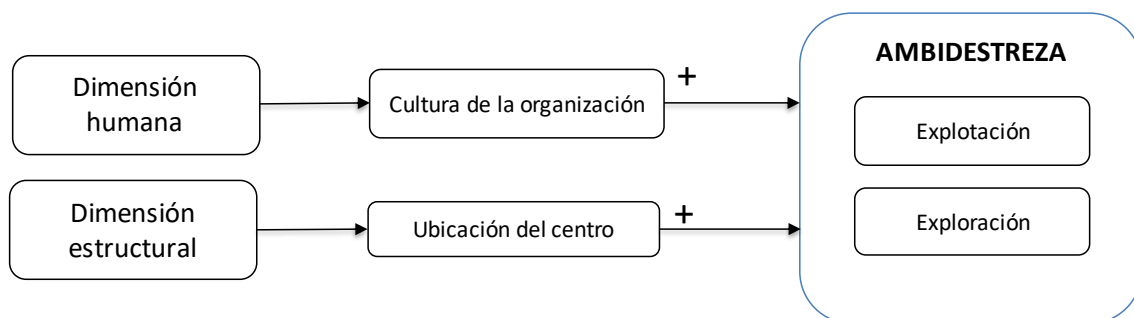 AMBIDESTREZA
Dimensión
humana
Cultura de la organización
+
Explotación
Dimensión
estructural
Ubicación del centro
+
Exploración